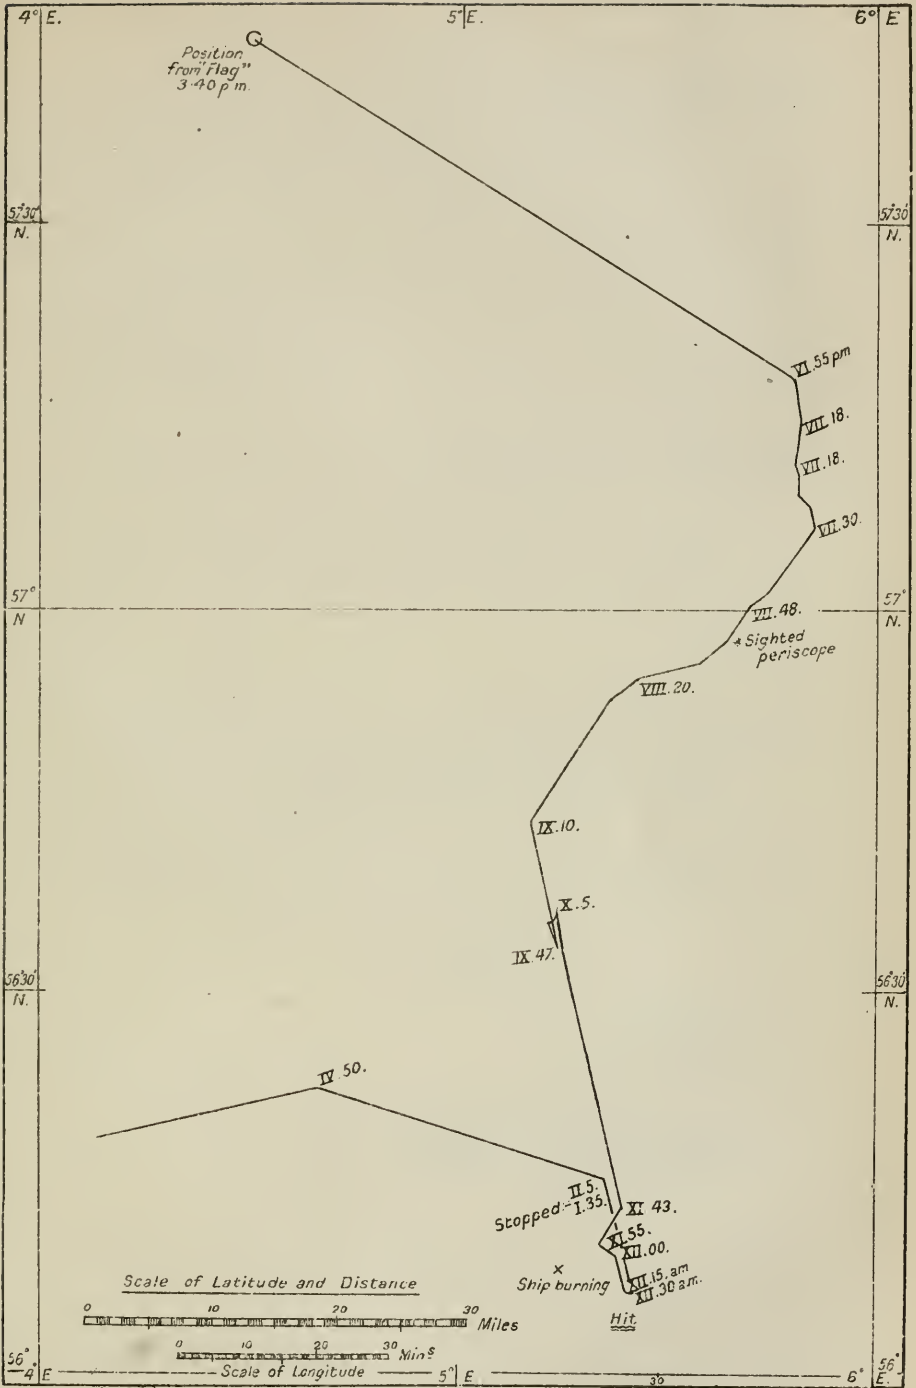 4° E.
5° E.
6° E
Position
from "Flag"
3·40 p m.
57°30'
N.
57°30'
N.
VI.55 pm
VII.18.
VII.18.
VII.30.
57°
N
57°
N.
VII.48.
* Sighted
periscope
VIII.20.
IX.10.
X.5.
IX.47.
56°30'
N.
56°30'
N.
IV.50.
II.5.
Stopped:- I.35.
XI 43.
XI.55.
XII.00.
× 
Ship burning
XII.15.am
XII.30 am.
Hit
Scale of Latitude and Distance
0 10 20 30
Miles
0 10 20 30
Mins
Scale of Longitude
56°
4° E
5° E
30'
6°
56°
E.